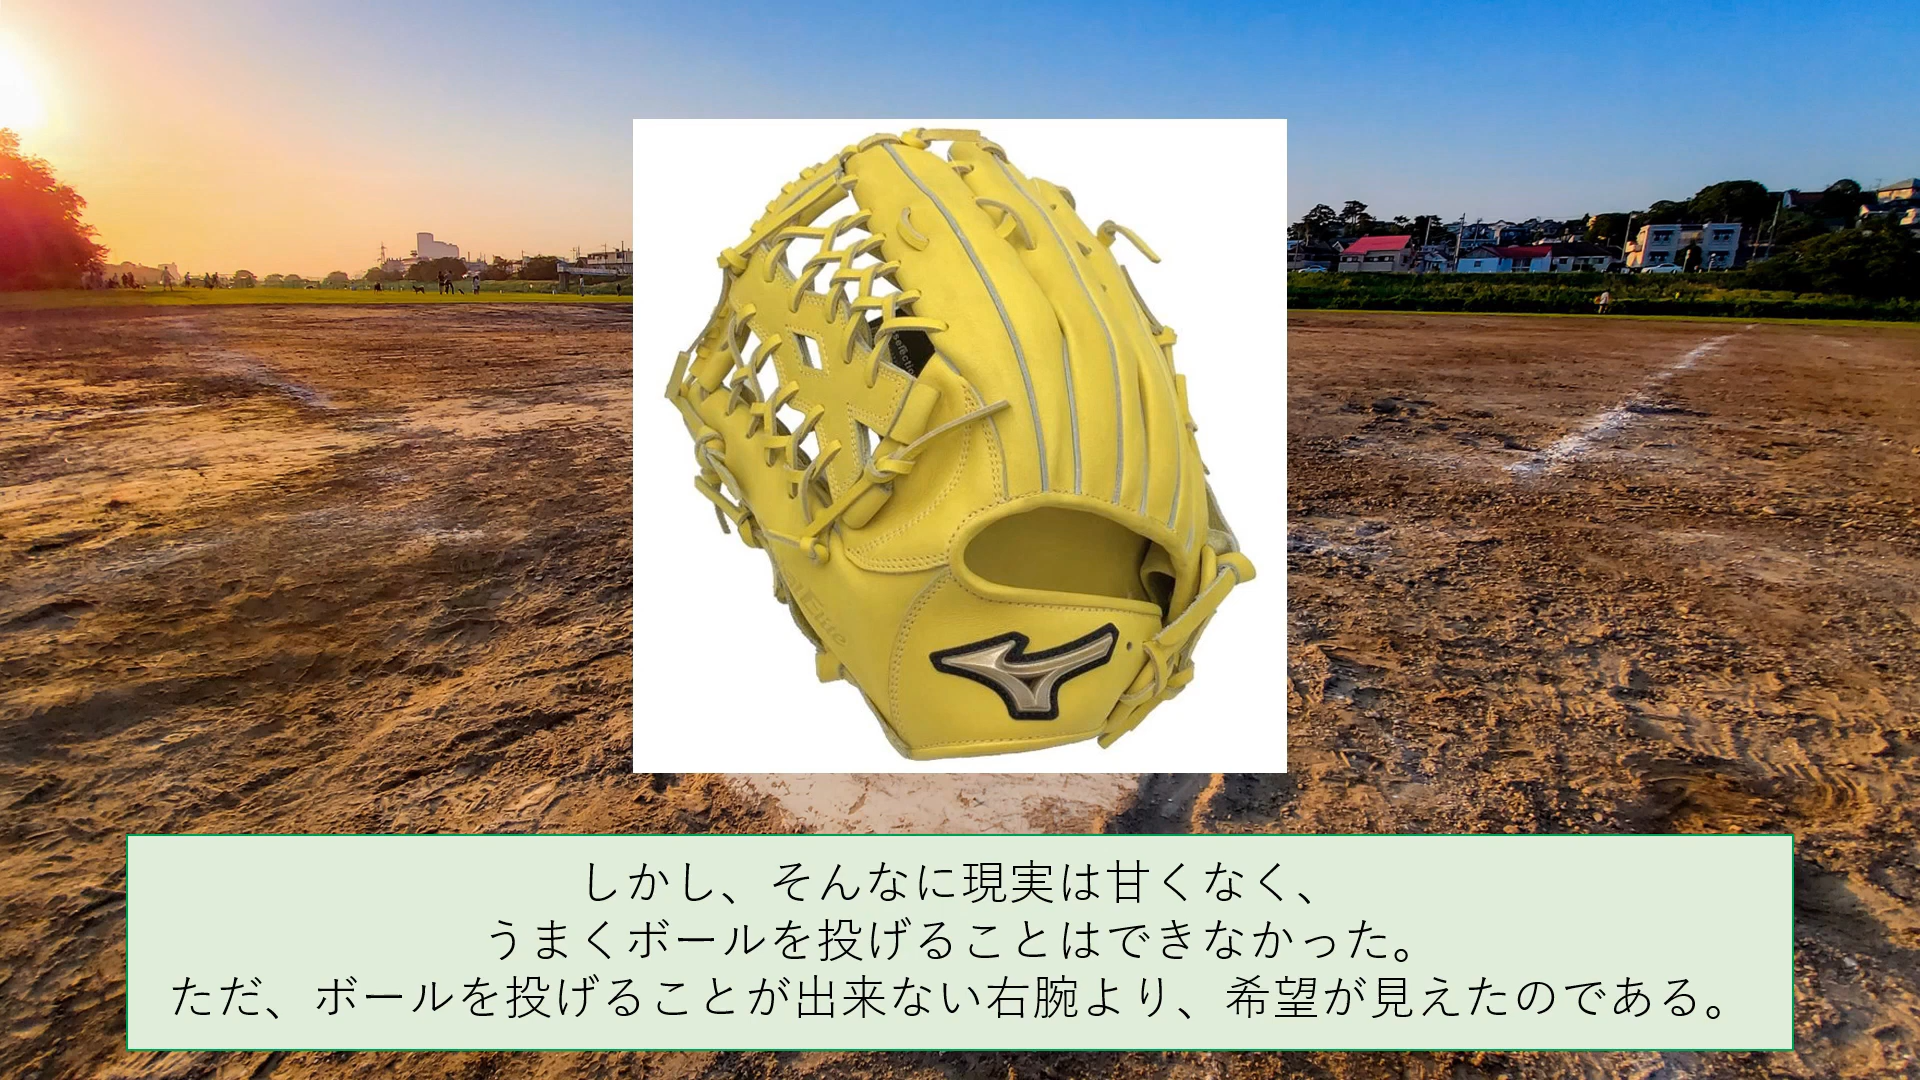 しかし、そんなに現実は甘くなく、
うまくボールを投げることはできなかった。
ただ、ボールを投げることが出来ない右腕より、希望が見えたのである。